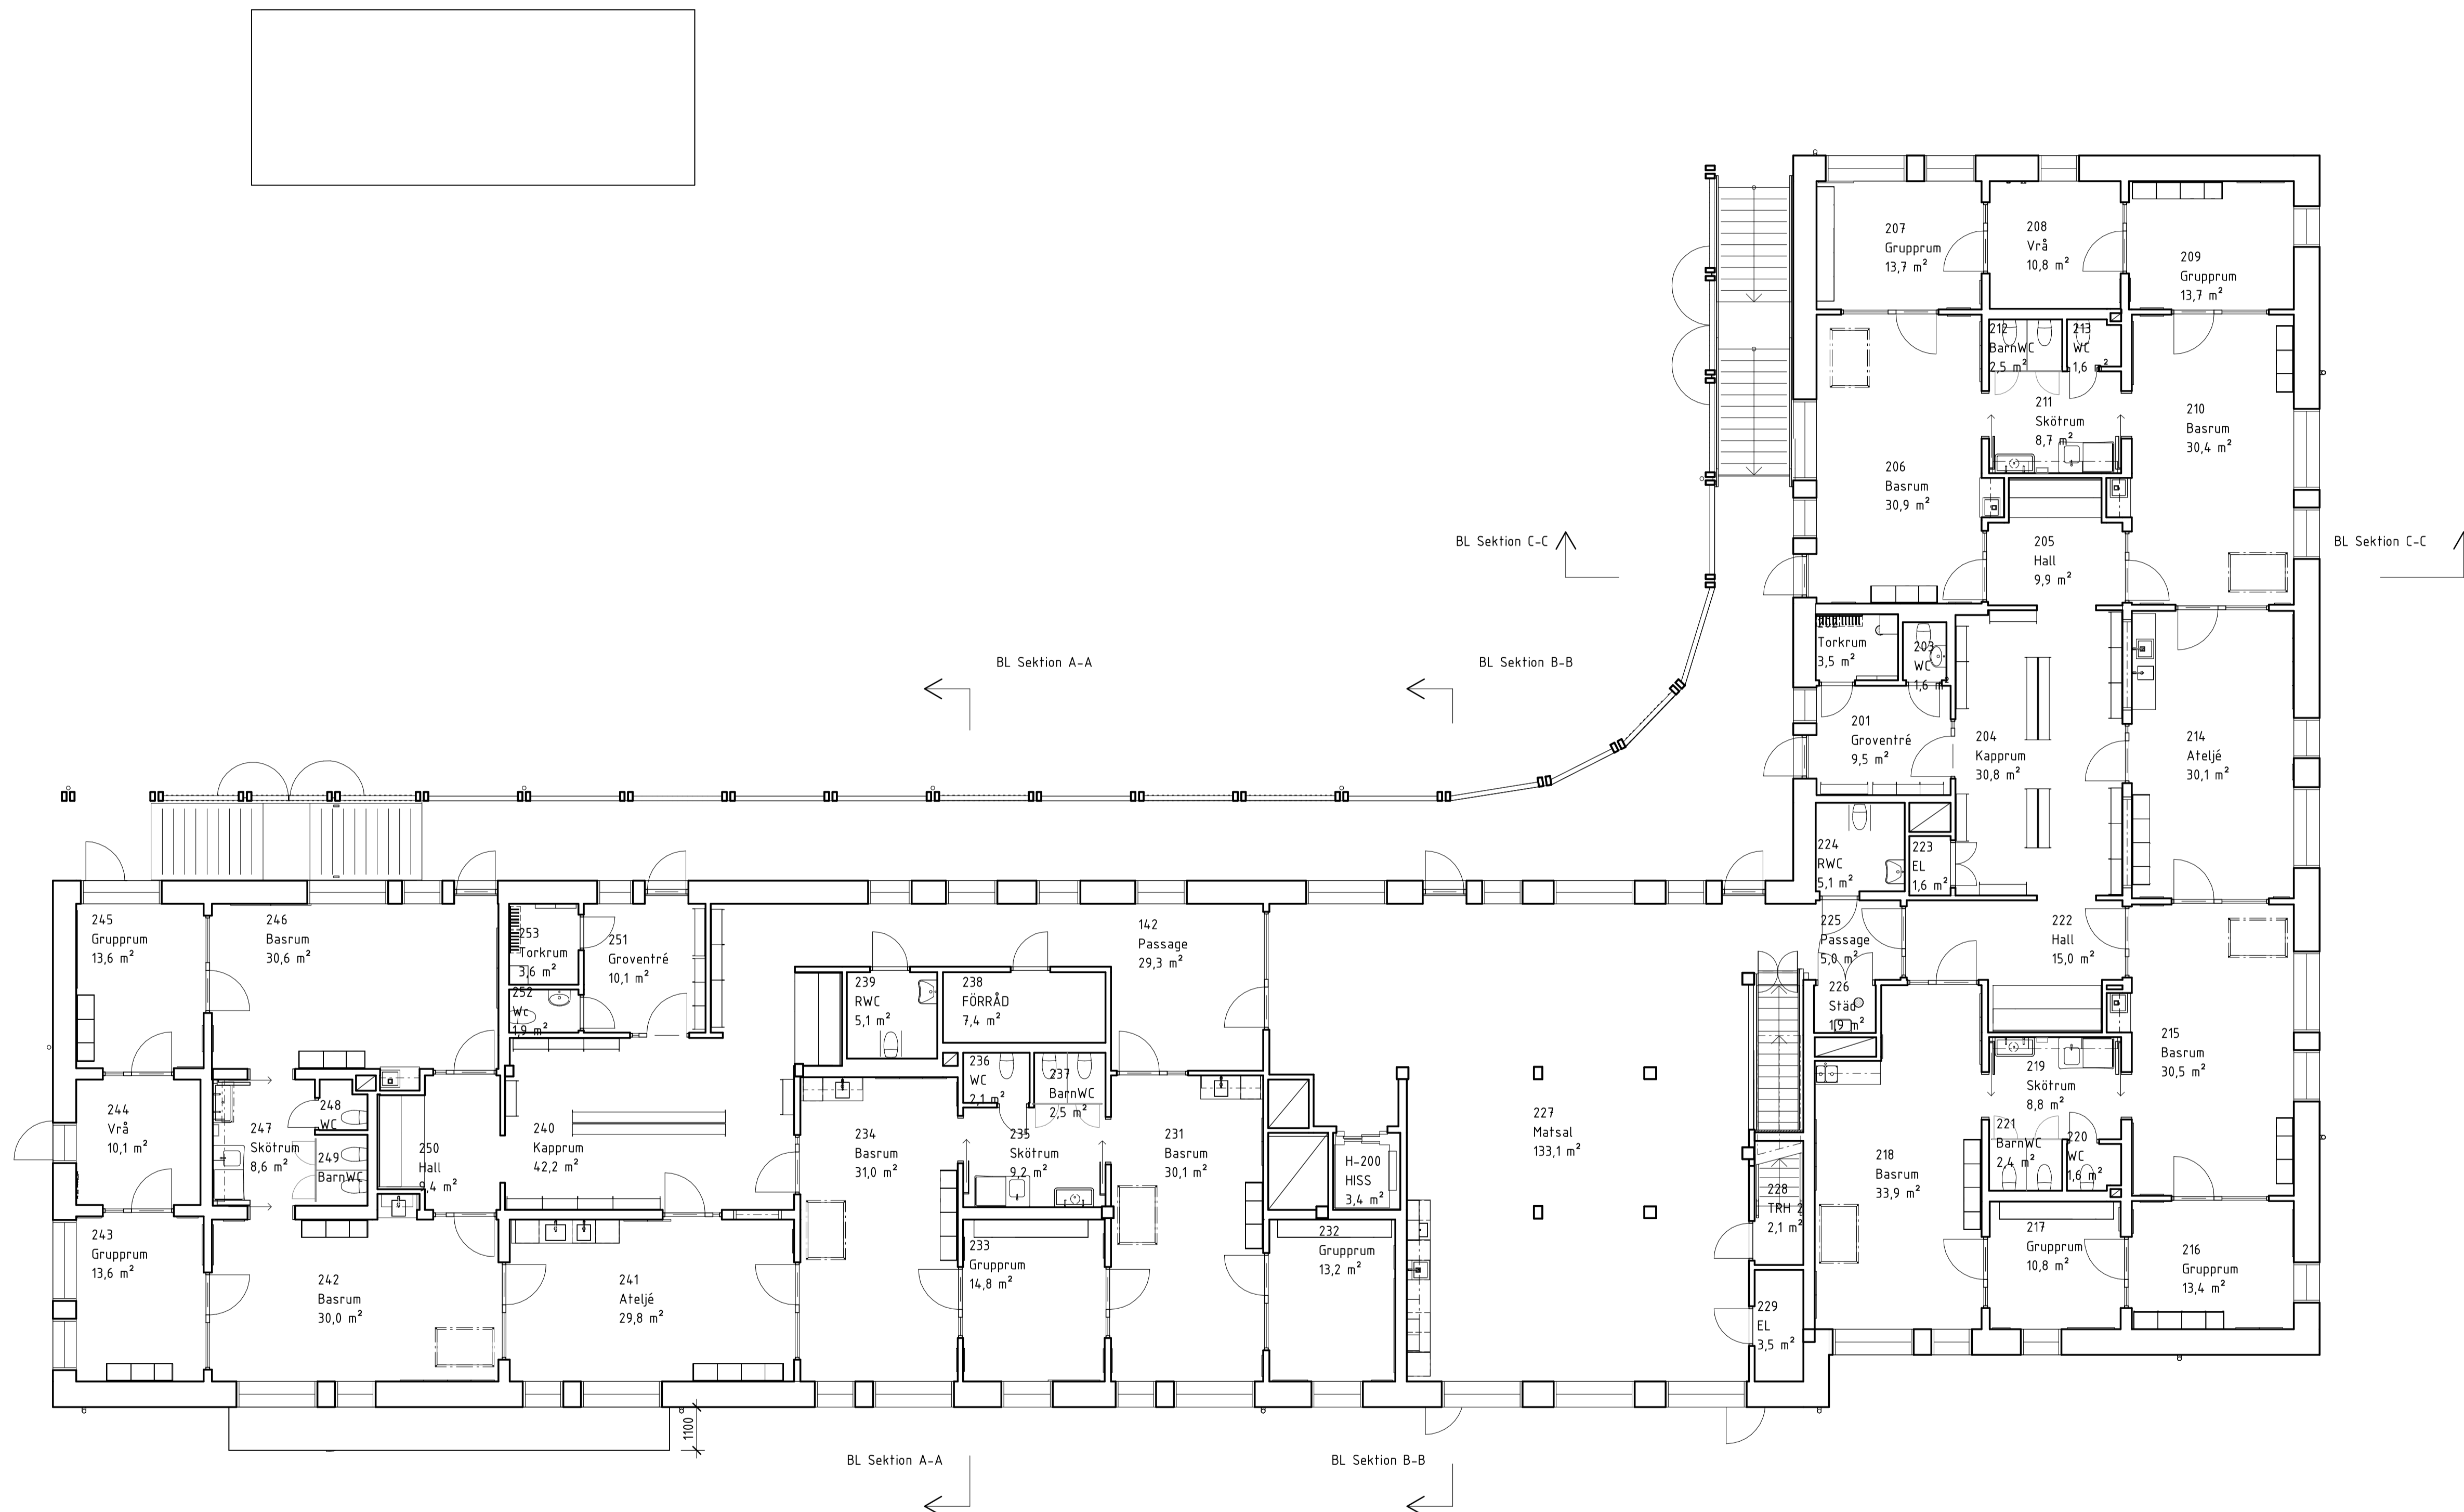 207
Grupprum
13,7 m²
208
Vrå
10,8 m²
209
Grupprum
13,7 m²
212
BarnWC
2,5 m²
213
WC
1,6 m²
211
Skötrum
8,7 m²
210
Basrum
30,4 m²
206
Basrum
30,9 m²
BL Sektion C-C
205
Hall
9,9 m²
BL Sektion C-C
BL Sektion A-A
BL Sektion B-B
202
Torkrum
3,5 m²
203
WC
1,6 m²
201
Groventré
9,5 m²
204
Kapprum
30,8 m²
214
Ateljé
30,1 m²
224
RWC
5,1 m²
223
EL
1,6 m²
245
Grupprum
13,6 m²
246
Basrum
30,6 m²
253
Torkrum
3,6 m²
251
Groventré
10,1 m²
252
Wc
1,9 m²
142
Passage
29,3 m²
239
RWC
5,1 m²
238
FÖRRÅD
7,4 m²
225
Passage
5,0 m²
222
Hall
15,0 m²
226
Städ
1,9 m²
215
Basrum
30,5 m²
236
WC
2,1 m²
237
BarnWC
2,5 m²
219
Skötrum
8,8 m²
244
Vrå
10,1 m²
247
Skötrum
8,6 m²
248
WC
249
BarnWC
250
Hall
9,4 m²
240
Kapprum
42,2 m²
234
Basrum
31,0 m²
235
Skötrum
9,2 m²
231
Basrum
30,1 m²
H-200
HISS
3,4 m²
227
Matsal
133,1 m²
221
BarnWC
2,4 m²
220
WC
1,6 m²
218
Basrum
33,9 m²
228
TRH 2
2,1 m²
243
Grupprum
13,6 m²
242
Basrum
30,0 m²
241
Ateljé
29,8 m²
233
Grupprum
14,8 m²
232
Grupprum
13,2 m²
217
Grupprum
10,8 m²
216
Grupprum
13,4 m²
229
EL
3,5 m²
1100
BL Sektion A-A
BL Sektion B-B